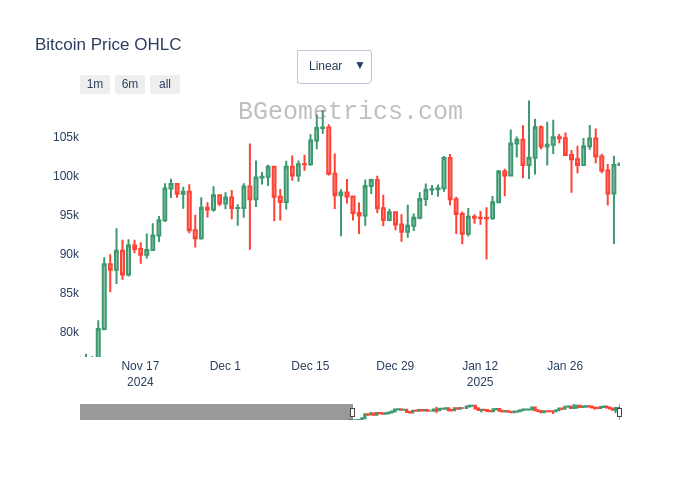 Bitcoin Price OHLC
Linear ▼
1m 6m all
BGeometrics.com
105k
100k
95k
90k
85k
80k
Nov 17 Dec 1 Dec 15 Dec 29 Jan 12 Jan 26
2024 2025